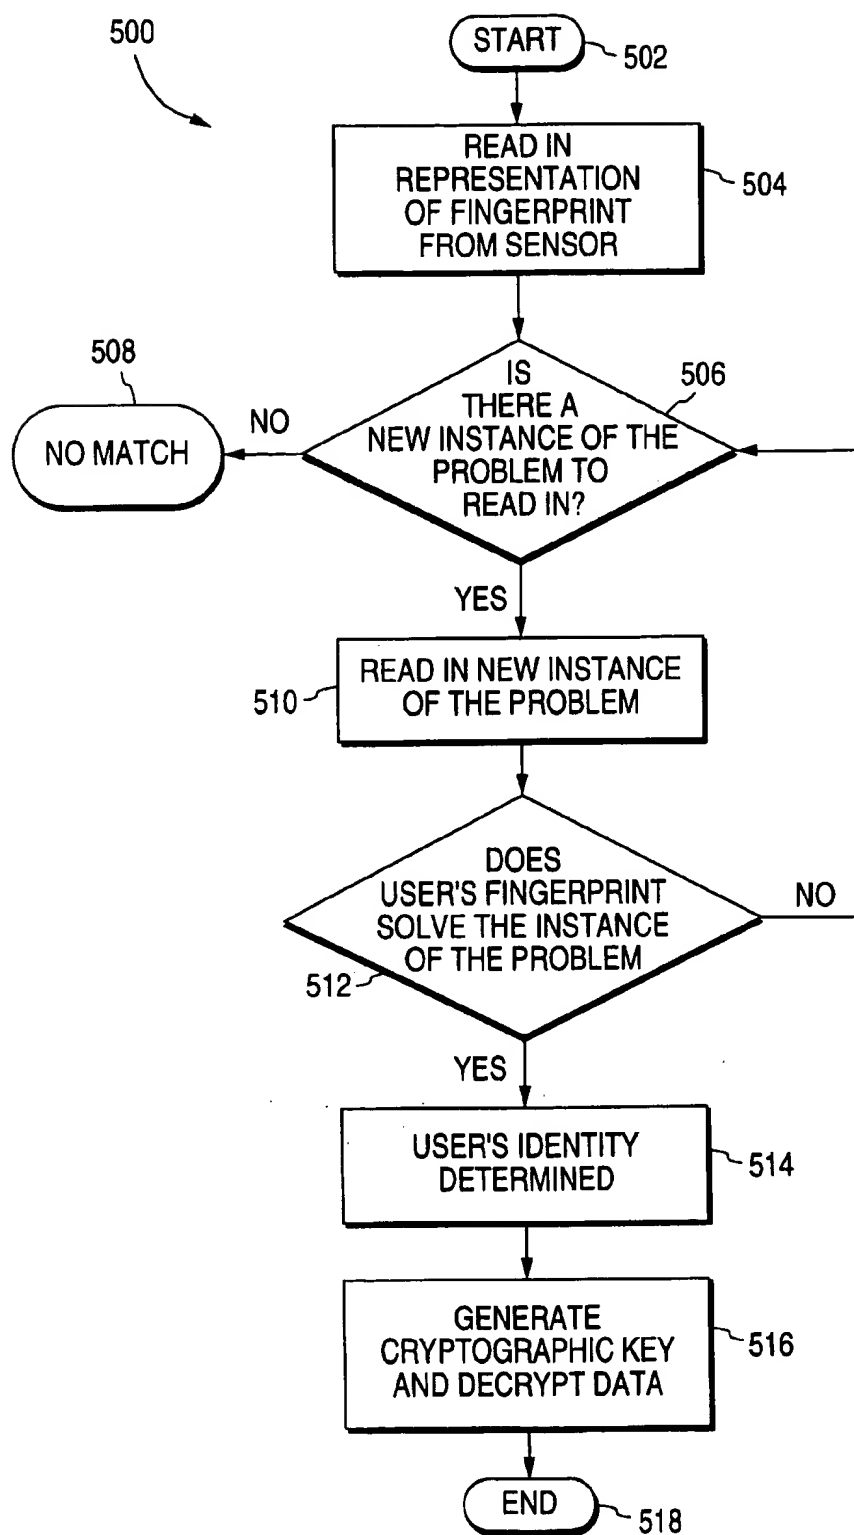 500
START
502
READ IN
REPRESENTATION
OF FINGERPRINT
FROM SENSOR
504
508
NO MATCH
NO
IS
THERE A
NEW INSTANCE OF THE
PROBLEM TO
READ IN?
506
YES
READ IN NEW INSTANCE
OF THE PROBLEM
510
DOES
USER'S FINGERPRINT
SOLVE THE INSTANCE
OF THE PROBLEM
NO
512
YES
USER'S IDENTITY
DETERMINED
514
GENERATE
CRYPTOGRAPHIC KEY
AND DECRYPT DATA
516
END
518